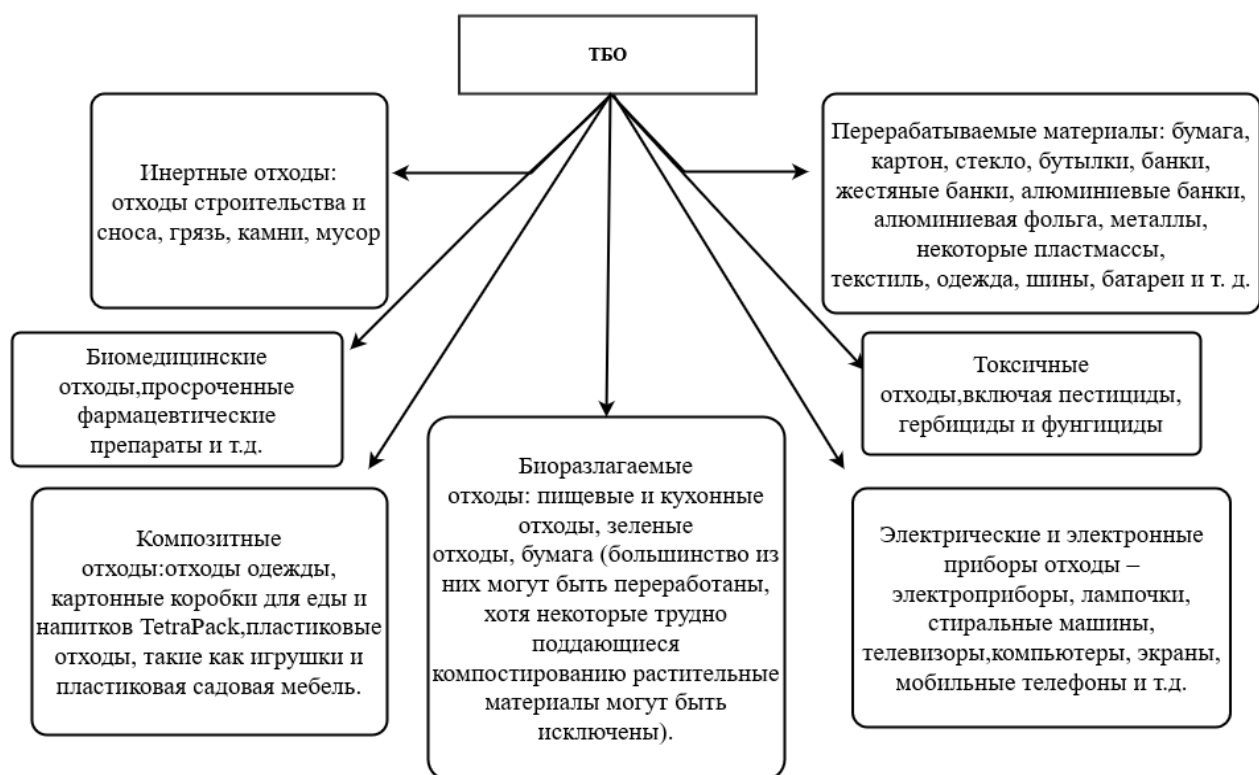 ТБО
Инертные отходы:
отходы строительства и
сноса, грязь, камни, мусор
Перерабатываемые материалы: бумага,
картон, стекло, бутылки, банки,
жестяные банки, алюминиевые банки,
алюминиевая фольга, металлы,
некоторые пластмассы,
текстиль, одежда, шины, батареи и т. д.
Биомедицинские
отходы,просроченные
фармацевтические
препараты и т.д.
Токсичные
отходы,включая пестициды,
гербициды и фунгициды
Композитные
отходы:отходы одежды,
картонные коробки для еды и
напитков TetraPack,пластиковые
отходы, такие как игрушки и
пластиковая садовая мебель.
Биоразлагаемые
отходы: пищевые и кухонные
отходы, зеленые
отходы, бумага (большинство из
них могут быть переработаны,
хотя некоторые трудно
поддающиеся
компостированию растительные
материалы могут быть
исключены).
Электрические и электронные
приборы отходы –
электроприборы, лампочки,
стиральные машины,
телевизоры,компьютеры, экраны,
мобильные телефоны и т.д.